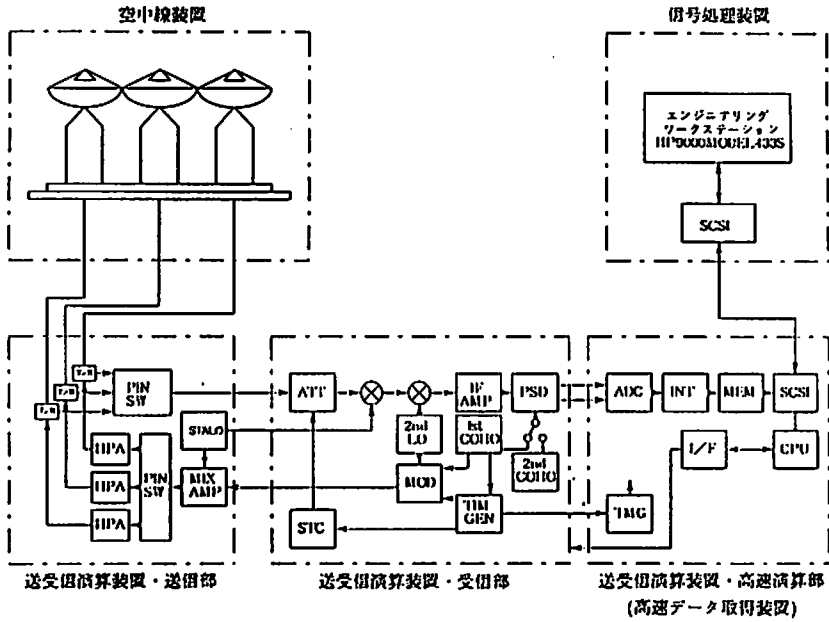 空中線装置
信号処理装置
エンジニアリング
ワークステーション
HP9000MODEL433S
SCSI
T/R
T/R
T/R
PIN
SW
ATT
IF
AMP
PSD
ADC
INT
MEM
SCSI
STALO
2nd
LO
1st
COHO
2nd
COHO
I/F
CPU
HPA
HPA
HPA
PIN
SW
MIX
AMP
MOD
TIM
GEN
STC
TMG
送受信演算装置・送信部
送受信演算装置・受信部
送受信演算装置・高速演算部
(高速データ取得装置)